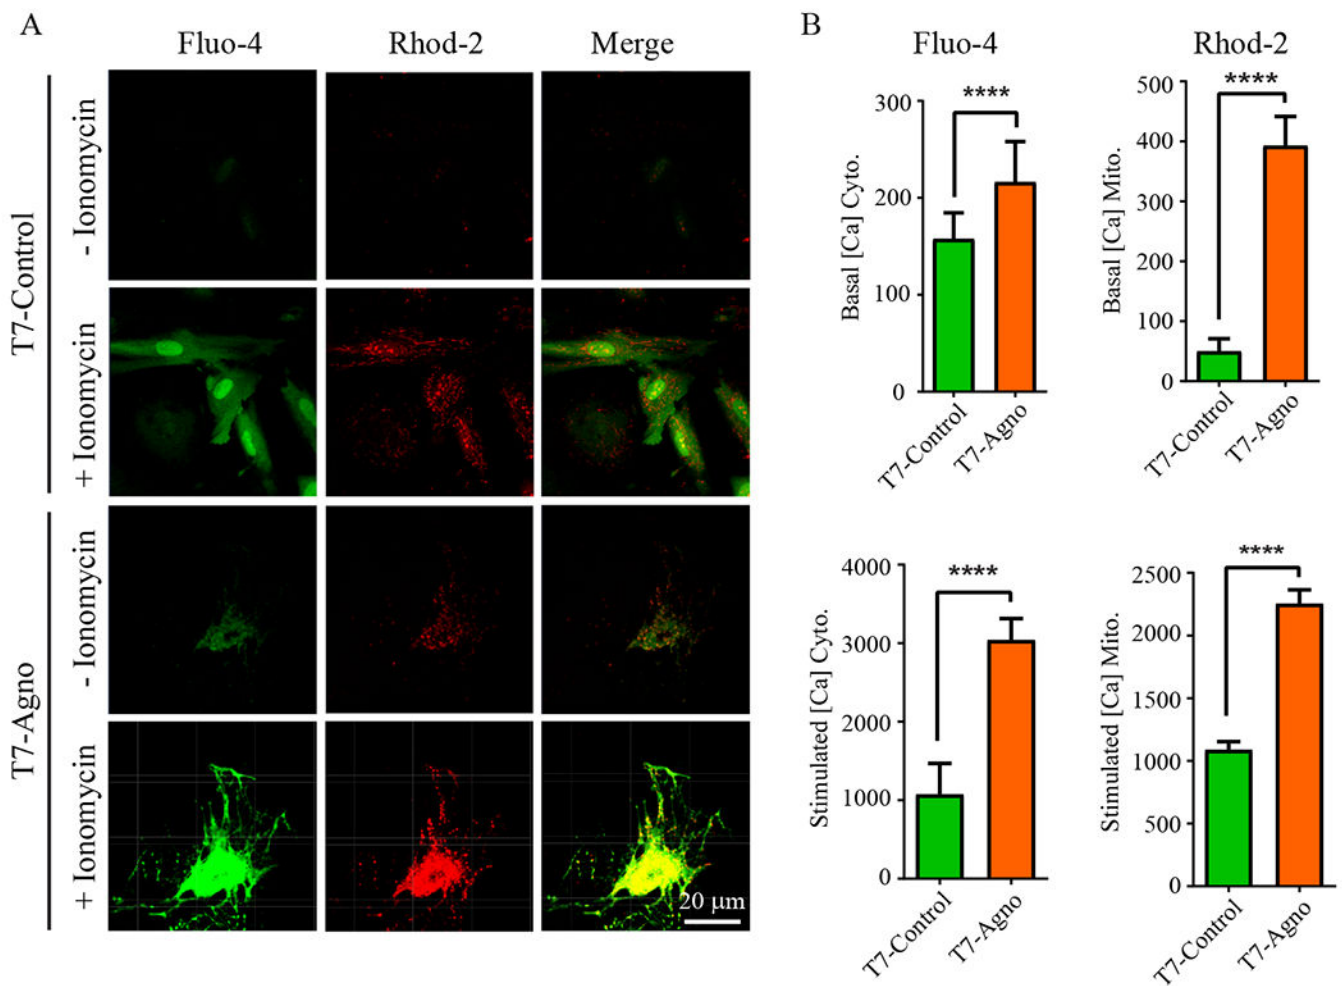 A
Fluo-4 Rhod-2 Merge
T7-Control
- Ionomycin
+ Ionomycin
T7-Agno
- Ionomycin
+ Ionomycin
20 µm
B
Fluo-4
Basal [Ca] Cyto.
300
200
100
0
****
T7-Control
T7-Agno
Rhod-2
Basal [Ca] Mito.
500
400
300
200
100
0
****
T7-Control
T7-Agno
Stimulated [Ca] Cyto.
4000
3000
2000
1000
0
****
T7-Control
T7-Agno
Stimulated [Ca] Mito.
2500
2000
1500
1000
500
0
****
T7-Control
T7-Agno